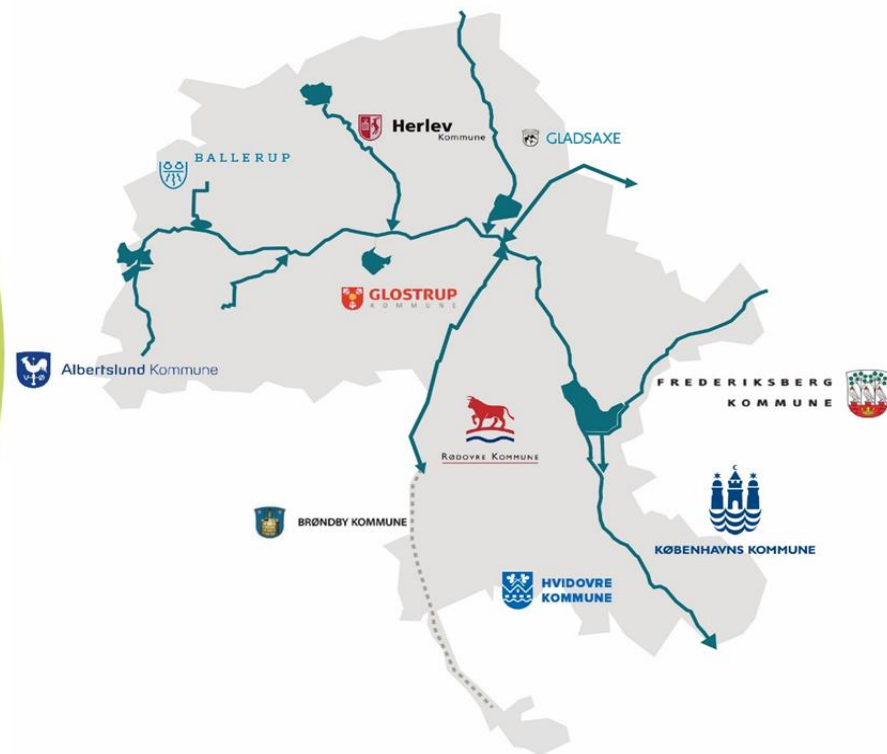 Herlev
Kommune
GLADSAXE
BALLERUP
GLOSTRUP
KOMMUNE
Albertslund Kommune
FREDERIKSBERG
KOMMUNE
RØDOVRE KOMMUNE
BRØNDBY KOMMUNE
KØBENHAVNS KOMMUNE
HVIDOVRE
KOMMUNE